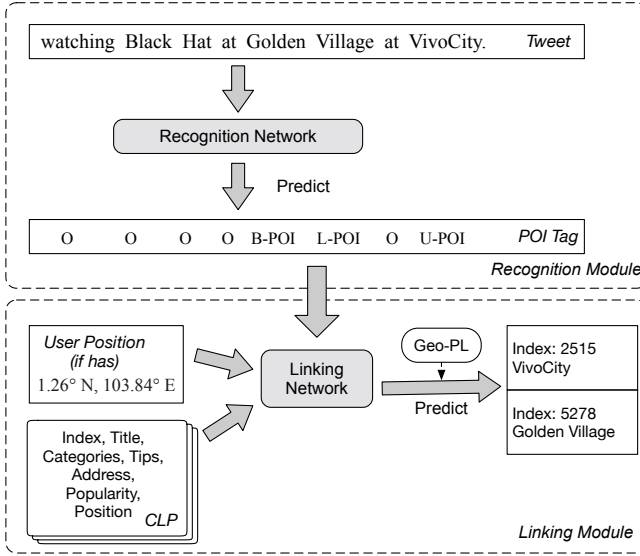 watching Black Hat at Golden Village at VivoCity. Tweet
Recognition Network
Predict
O O O O B-POI L-POI O U-POI POI Tag
Recognition Module
User Position
(if has)
1.26° N, 103.84° E
Linking
Network
Geo-PL
Predict
Index: 2515
VivoCity
Index: 5278
Golden Village
Index, Title,
Categories, Tips,
Address,
Popularity,
Position
CLP
Linking Module